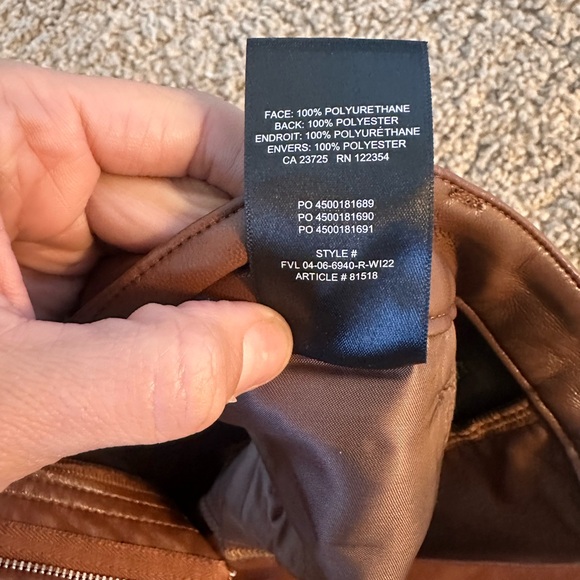 FACE: 100% POLYURETHANE
BACK: 100% POLYESTER
ENDROIT: 100% POLYURÉTHANE
ENVERS: 100% POLYESTER
CA 23725 RN 122354
PO 4500181689
PO 4500181690
PO 4500181691
STYLE #
FVL 04-06-6940-R-WI22
ARTICLE # 81518